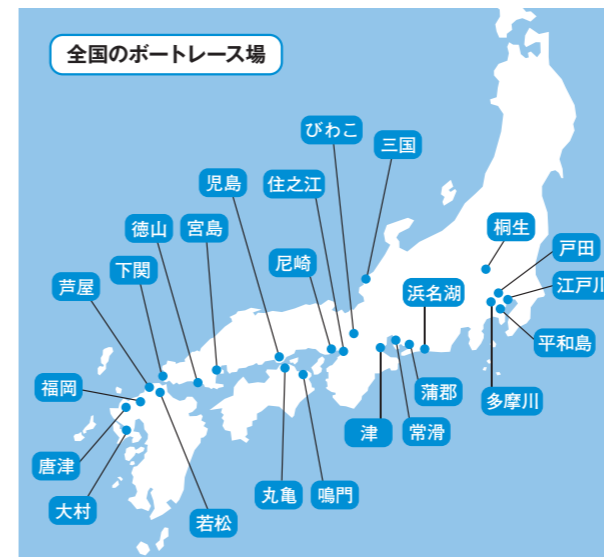 全国のボートレース場
びわこ
三国
児島
住之江
桐生
徳山
宮島
戸田
尼崎
下関
江戸川
芦屋
浜名湖
平和島
福岡
蒲郡
多摩川
津
常滑
唐津
丸亀
鳴門
大村
若松